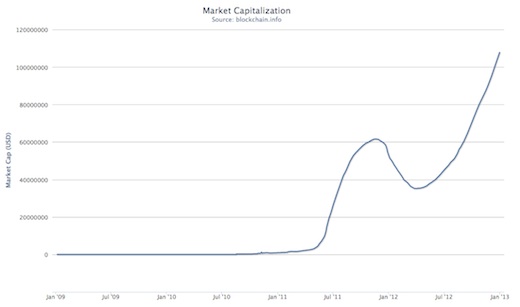 Market Capitalization
Source: blockchain.info
120000000
100000000
80000000
60000000
40000000
20000000
0
Market Cap (USD)
Jan '09
Jul '09
Jan '10
Jul '10
Jan '11
Jul '11
Jan '12
Jul '12
Jan '13